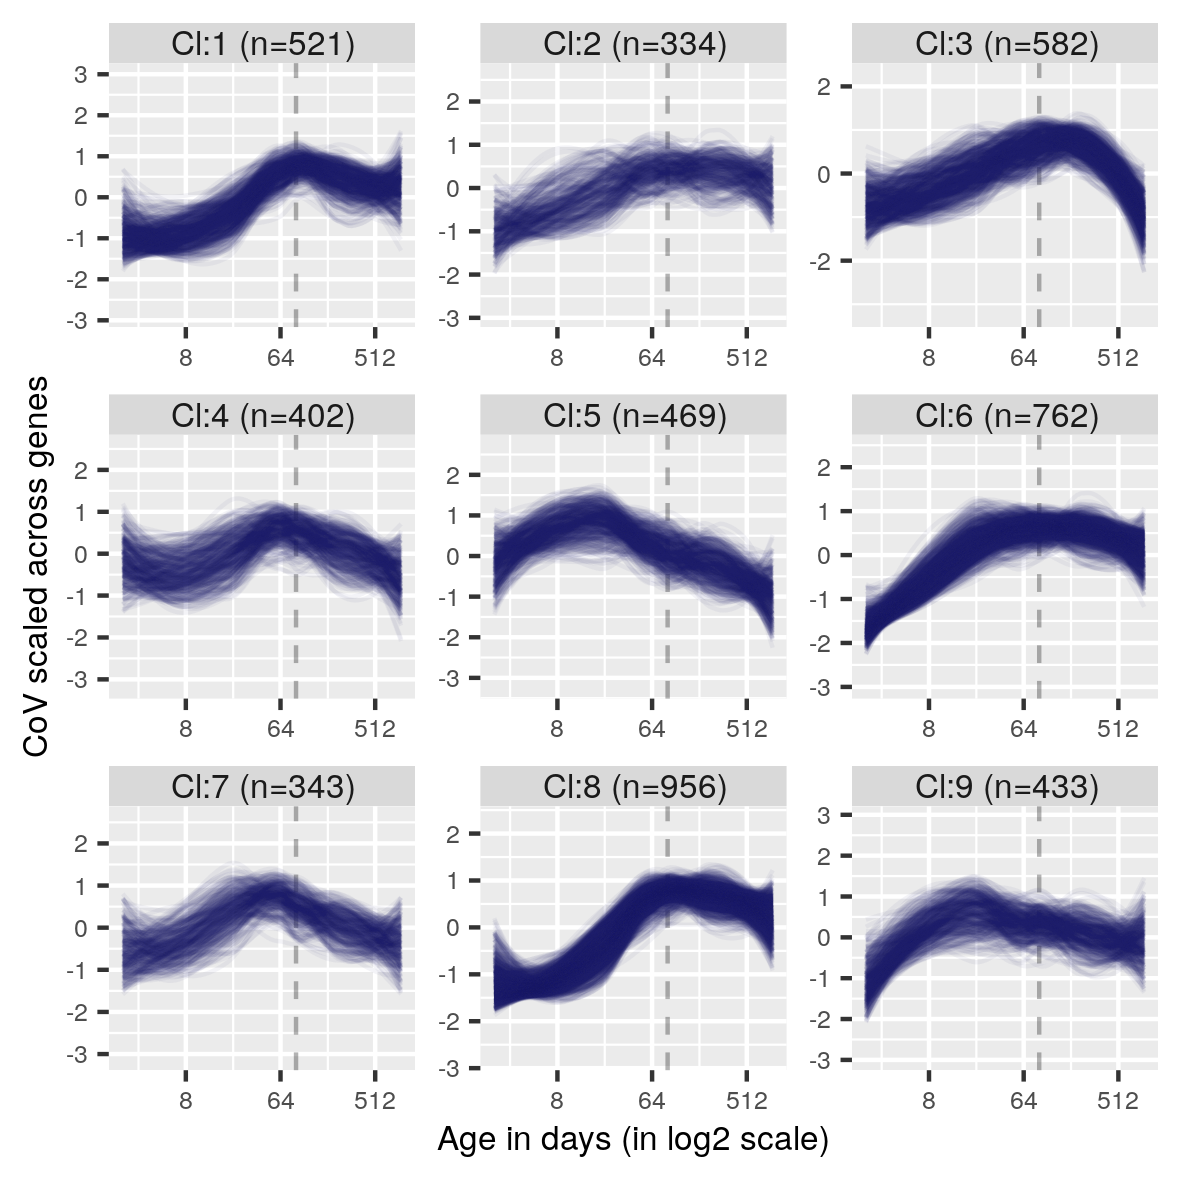 Cl:1 (n=521)
Cl:2 (n=334)
Cl:3 (n=582)
3
2
1
0
-1
-2
-3
2
1
0
-1
-2
-3
2
0
-2
8 64 512
8 64 512
8 64 512
CoV scaled across genes
Cl:4 (n=402)
Cl:5 (n=469)
Cl:6 (n=762)
2
1
0
-1
-2
-3
2
1
0
-1
-2
-3
2
1
0
-1
-2
-3
8 64 512
8 64 512
8 64 512
Cl:7 (n=343)
Cl:8 (n=956)
Cl:9 (n=433)
2
1
0
-1
-2
-3
2
1
0
-1
-2
-3
3
2
1
0
-1
-2
-3
8 64 512
8 64 512
8 64 512
Age in days (in log2 scale)